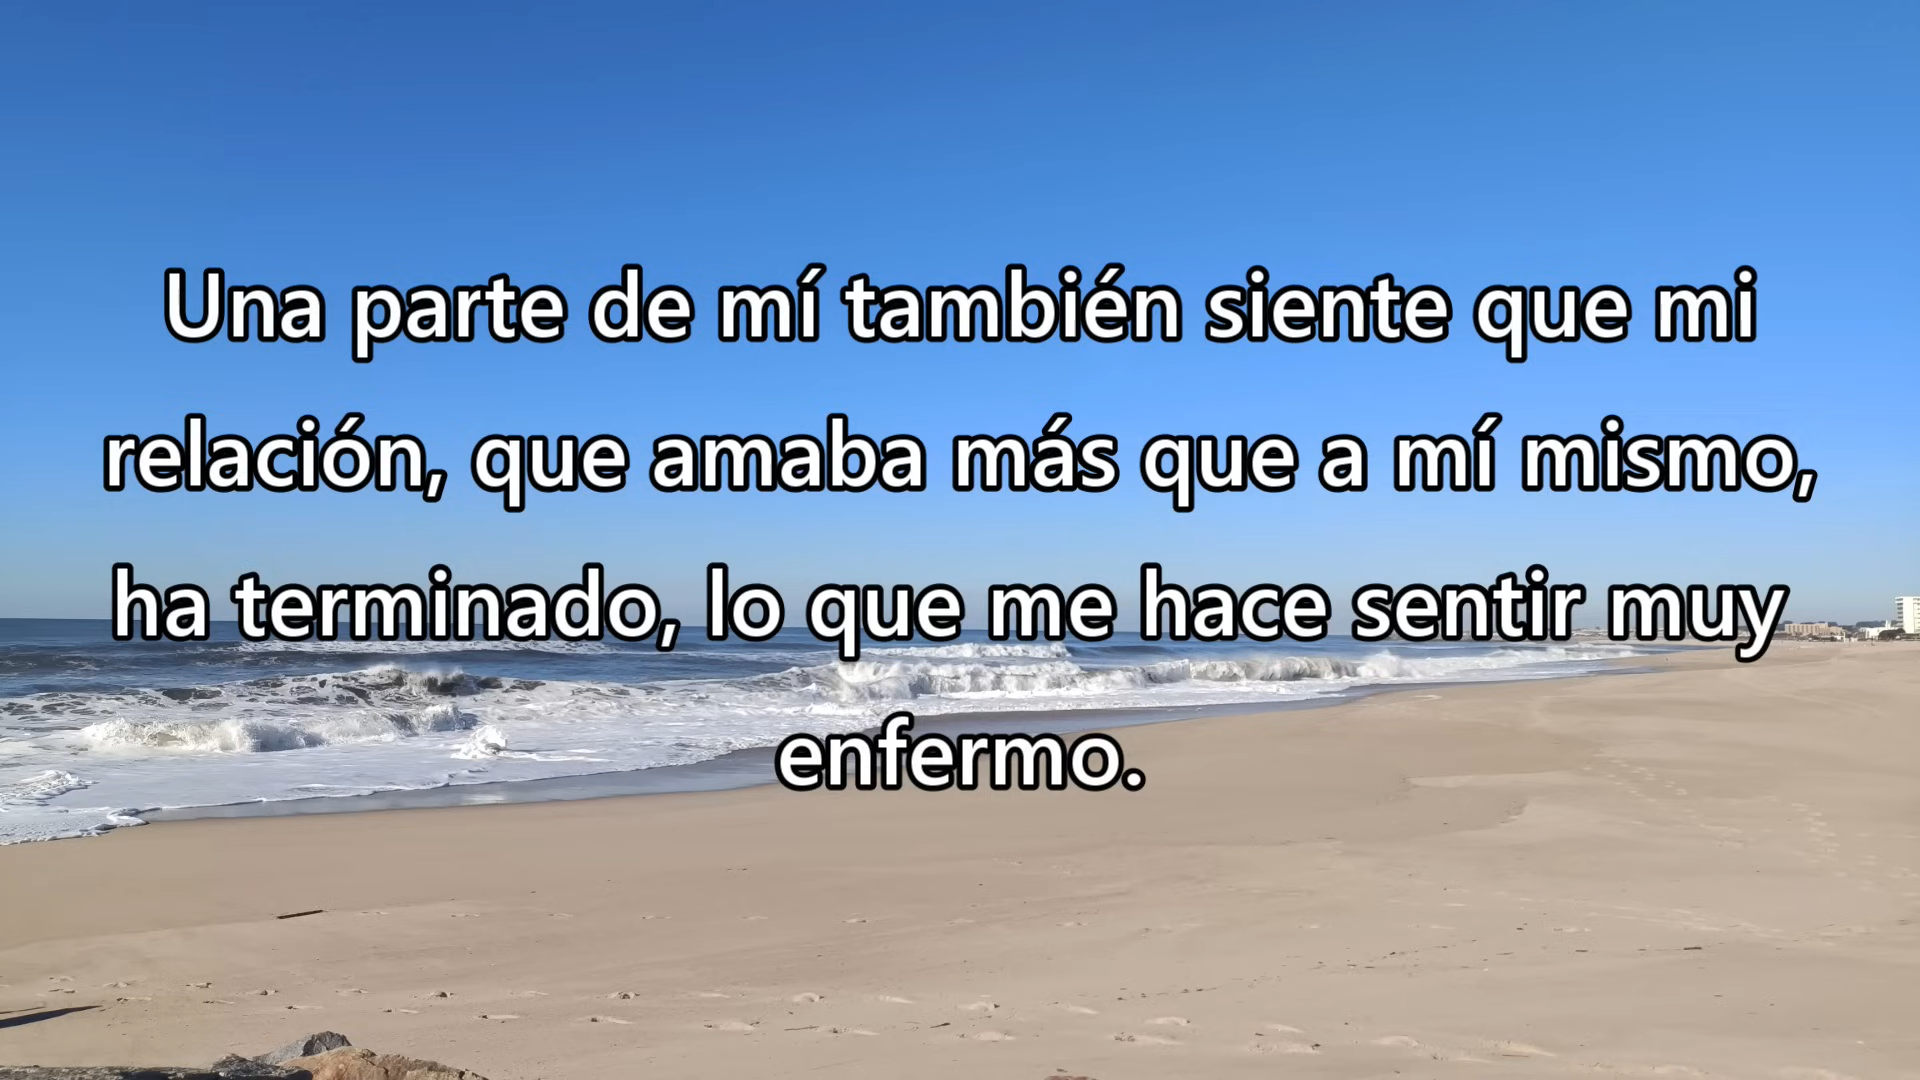 Una parte de mí también siente que mi
relación, que amaba más que a mí mismo,
ha terminado, lo que me hace sentir muy
enfermo.